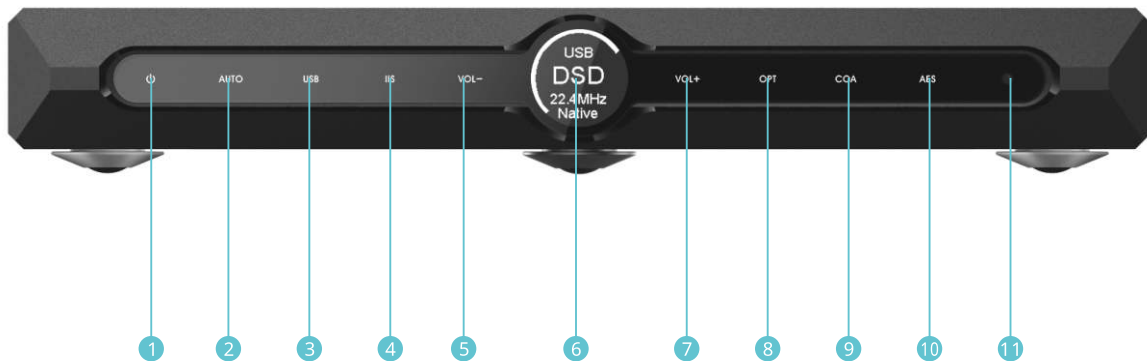 USB
AUTO USB IIS VOL− DSD VOL+ OPT COA AES
22.4MHz
Native
1 2 3 4 5 6 7 8 9 10 11